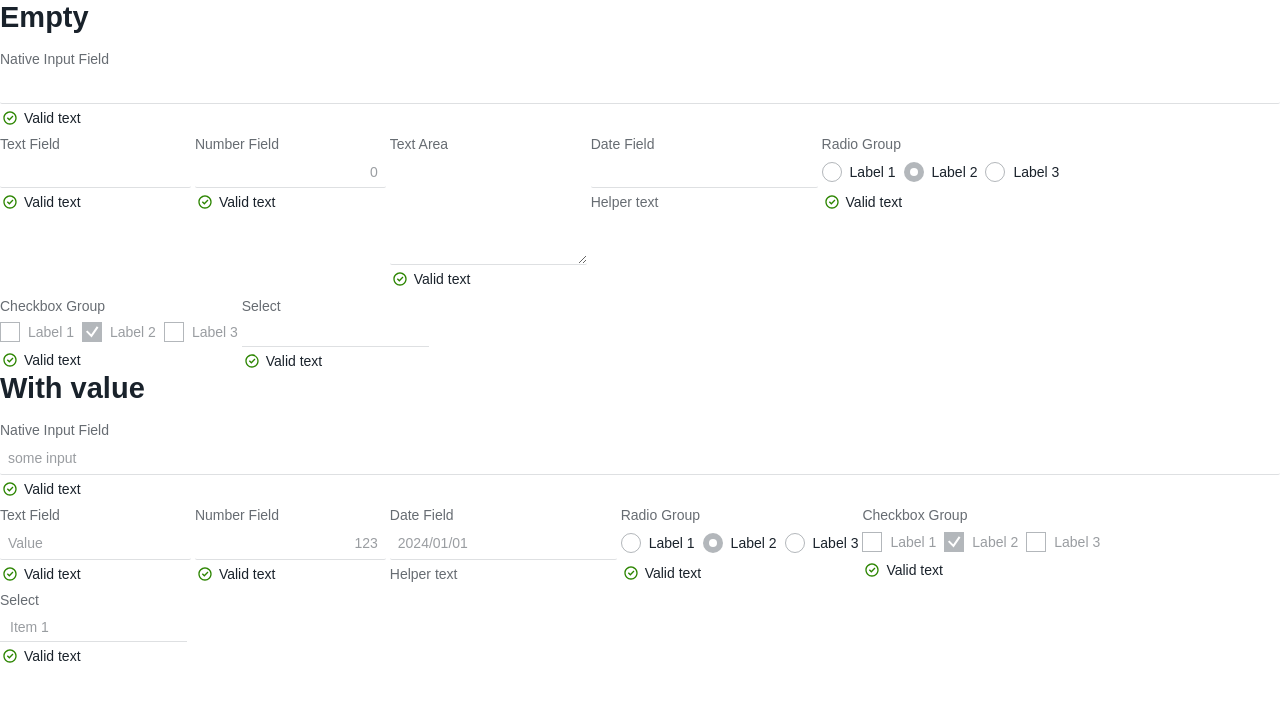 Empty
Native Input Field
Valid text
Text Field
Number Field
Text Area
Date Field
Radio Group
0
Label 1
Label 2
Label 3
Valid text
Valid text
Helper text
Valid text
Valid text
Checkbox Group
Select
Label 1
Label 2
Label 3
Valid text
Valid text
With value
Native Input Field
some input
Valid text
Text Field
Number Field
Date Field
Radio Group
Checkbox Group
Value
123
2024/01/01
Label 1
Label 2
Label 3
Label 1
Label 2
Label 3
Valid text
Valid text
Helper text
Valid text
Valid text
Select
Item 1
Valid text